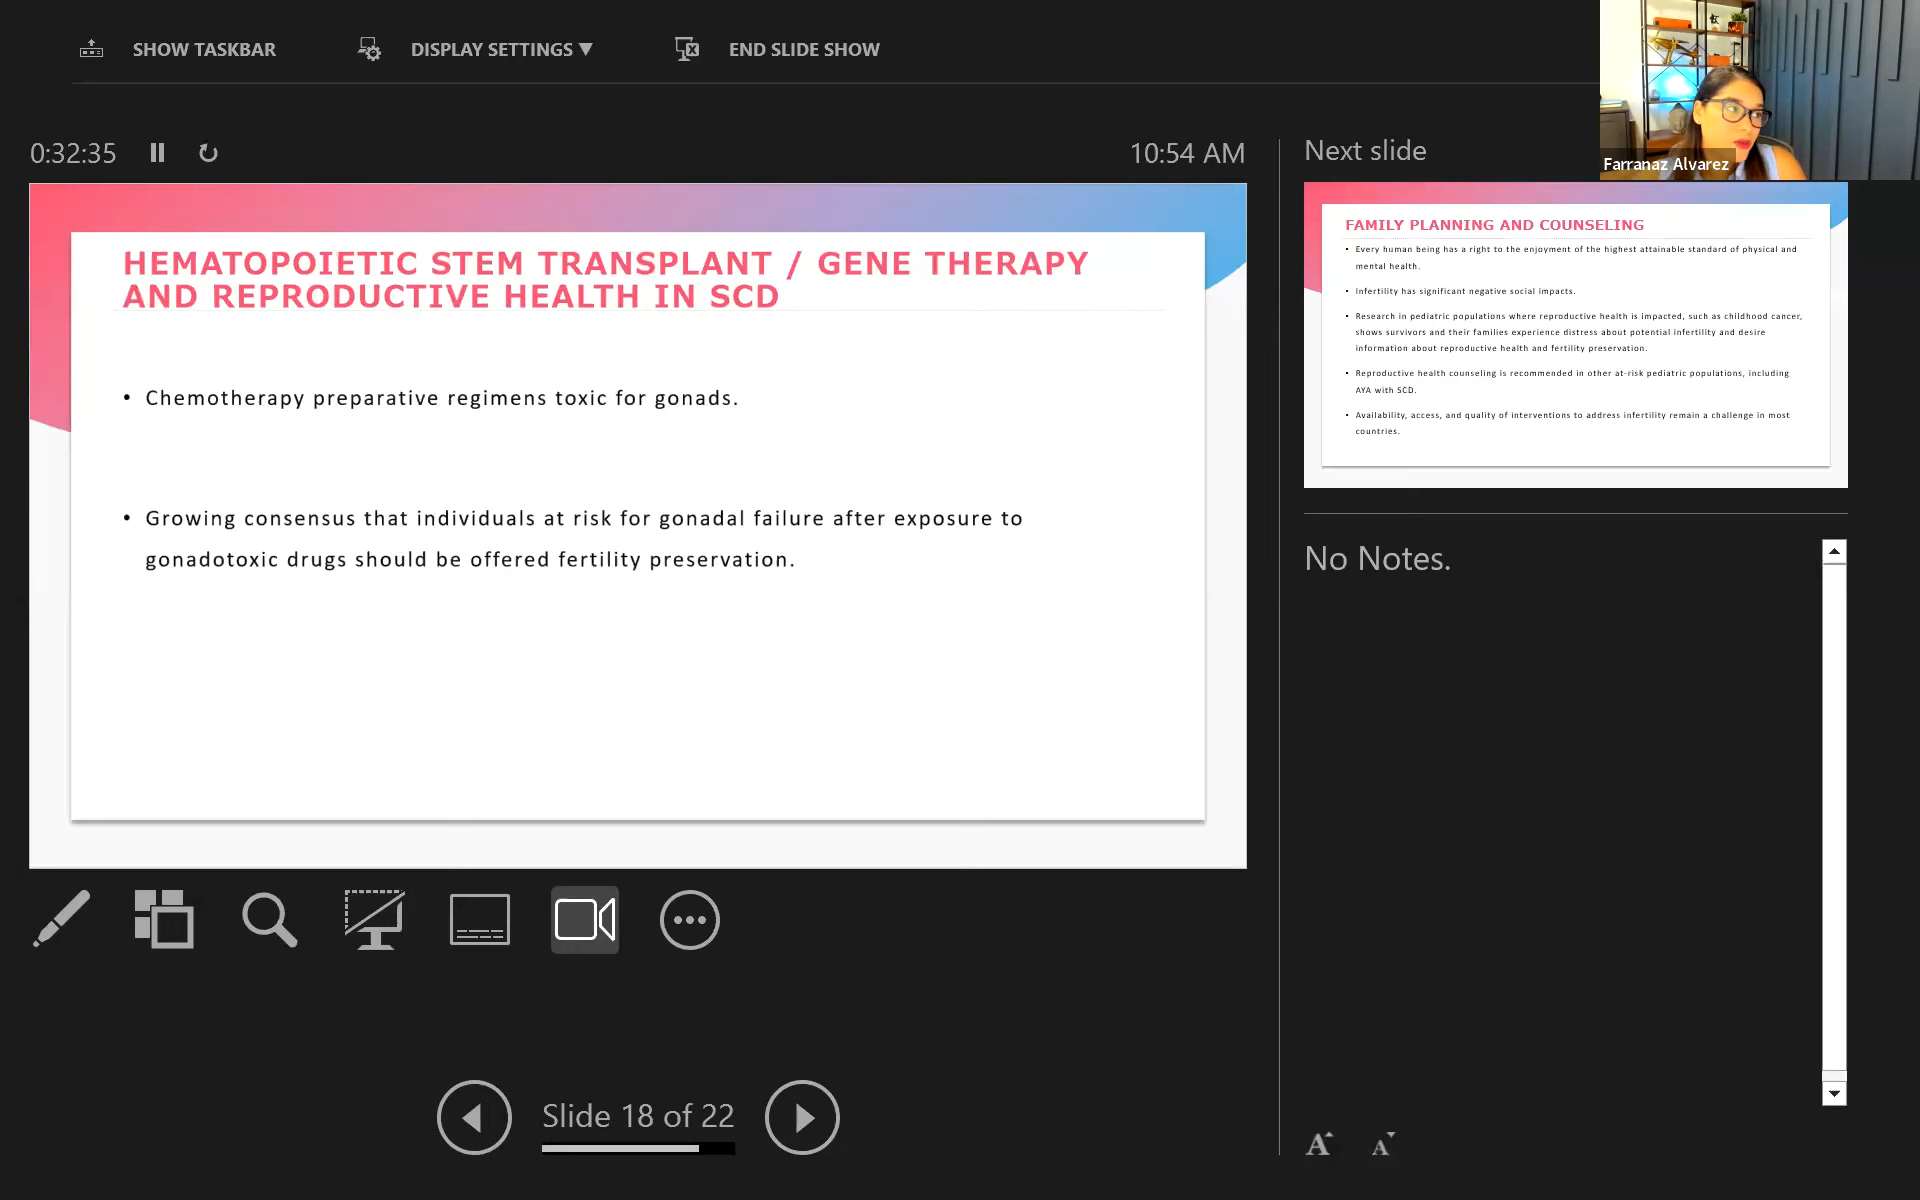 SHOW TASKBAR
DISPLAY SETTINGS ▼
END SLIDE SHOW
Farranaz Alvarez
0:32:35
10:54 AM
HEMATOPOIETIC STEM TRANSPLANT / GENE THERAPY
AND REPRODUCTIVE HEALTH IN SCD
• Chemotherapy preparative regimens toxic for gonads.
• Growing consensus that individuals at risk for gonadal failure after exposure to
gonadotoxic drugs should be offered fertility preservation.
Slide 18 of 22
Next slide
FAMILY PLANNING AND COUNSELING
• Every human being has a right to the enjoyment of the highest attainable standard of physical and
mental health.
• Infertility has significant negative social impacts.
• Research in pediatric populations where reproductive health is impacted, such as childhood cancer,
shows survivors and their families experience distress about potential infertility and desire
information about reproductive health and fertility preservation.
• Reproductive health counseling is recommended in other at-risk pediatric populations, including
AYA with SCD.
• Availability, access, and quality of interventions to address infertility remain a challenge in most
countries.
No Notes.
A A